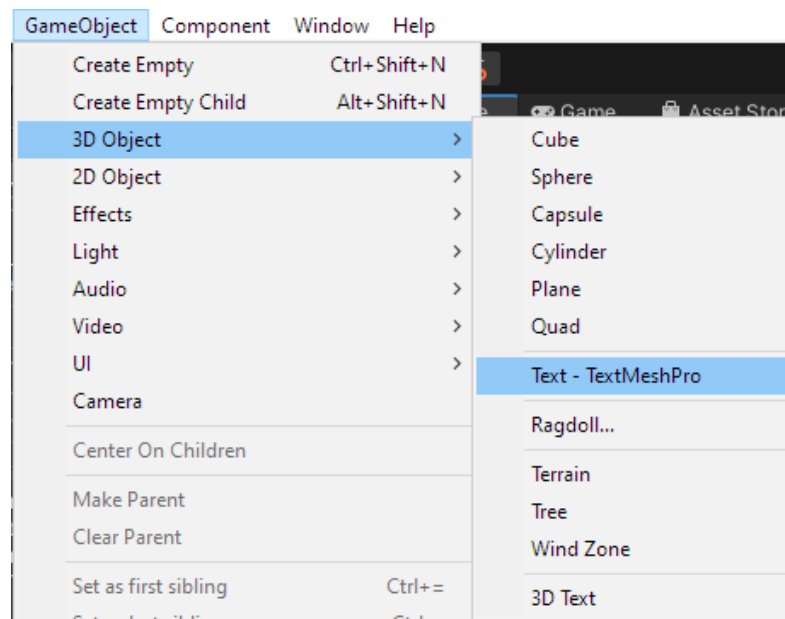 GameObject Component Window Help
Create Empty Ctrl+Shift+N
Create Empty Child Alt+Shift+N
Game Asset Stor
3D Object
2D Object
Effects
Light
Audio
Video
UI
Camera
Center On Children
Make Parent
Clear Parent
Set as first sibling Ctrl+=
Cube
Sphere
Capsule
Cylinder
Plane
Quad
Text - TextMeshPro
Ragdoll...
Terrain
Tree
Wind Zone
3D Text